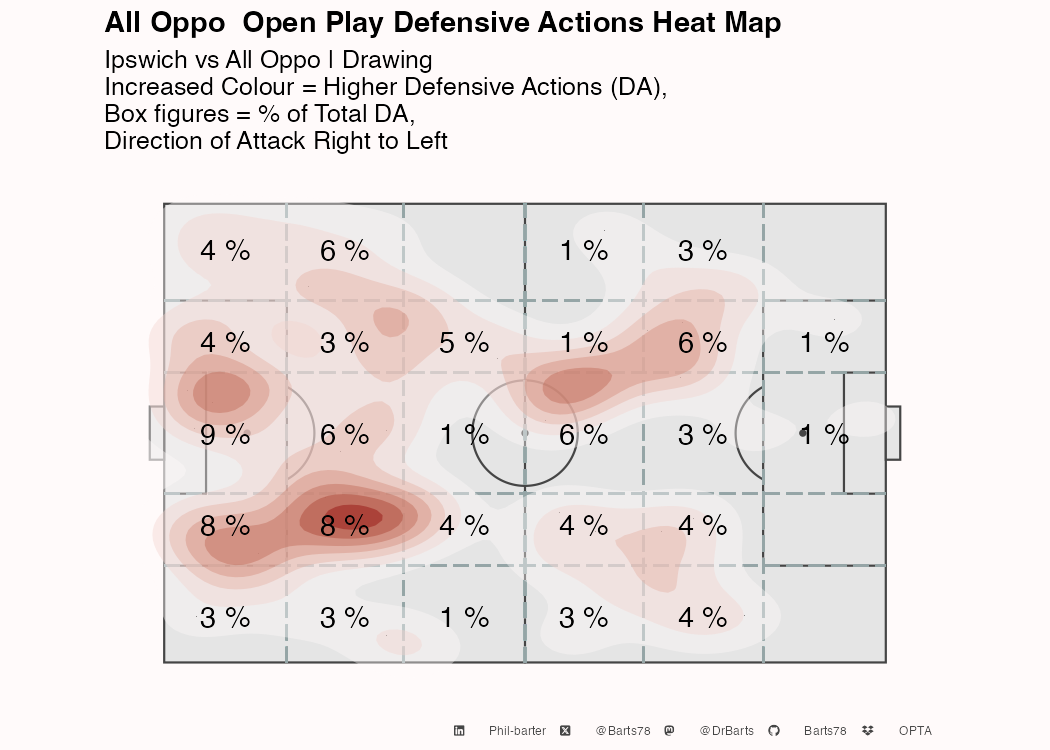 All Oppo  Open Play Defensive Actions Heat Map
Ipswich vs All Oppo | Drawing
Increased Colour = Higher Defensive Actions (DA),
Box figures = % of Total DA,
Direction of Attack Right to Left
4 % 6 % 1 % 3 %
4 % 3 % 5 % 1 % 6 % 1 %
9 % 6 % 1 % 6 % 3 % 1 %
8 % 8 % 4 % 4 % 4 %
3 % 3 % 1 % 3 % 4 %
Phil-barter @Barts78 @DrBarts Barts78 OPTA